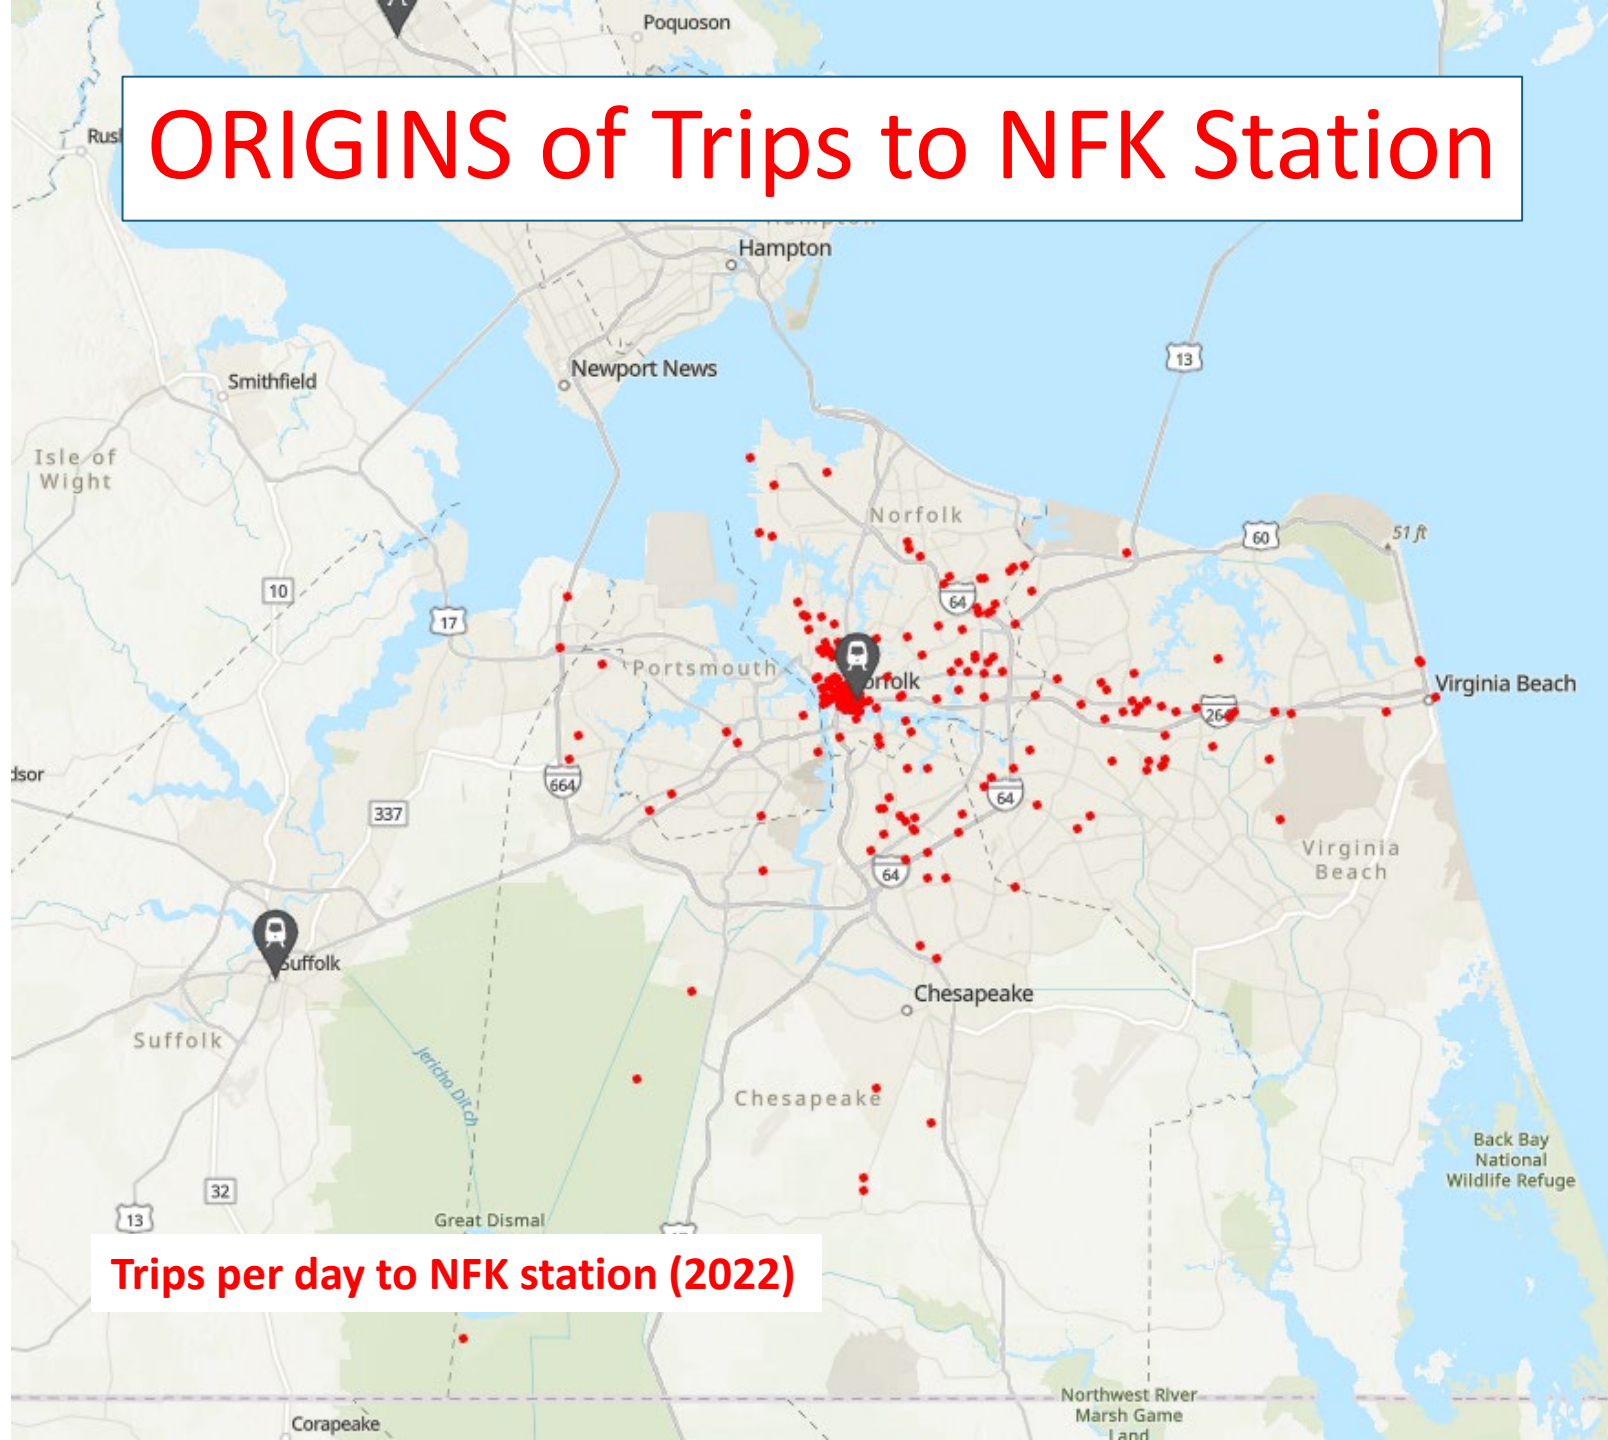 Poquoson
ORIGINS of Trips to NFK Station
Hampton
Newport News
13
Smithfield
Isle of
Wight
Norfolk
60
51 ft
10
64
17
Portsmouth
Virginia Beach
264
664
64
337
Virginia
Beach
64
Suffolk
Chesapeake
Suffolk
Jericho Ditch
Chesapeake
Back Bay
National
Wildlife Refuge
32
13
Great Dismal
Trips per day to NFK station (2022)
Northwest River
Marsh Game
Land
Corapeake